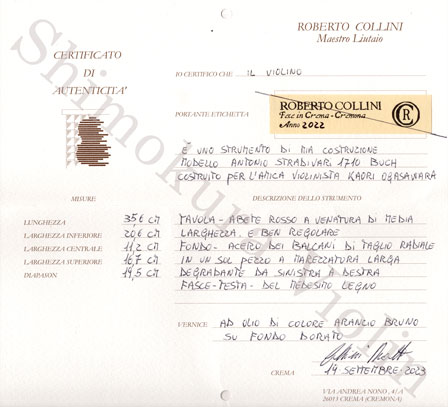 ROBERTO COLLINI
Maestro Liutaio
CERTIFICATO
DI
AUTENTICITA'
IO CERTIFICO CHE IL VIOLINO
PORTANTE ETICHETTA
ROBERTO COLLINI
Fece in Crema - Cremona
Anno 2022
CR
È UNO STRUMENTO DI MIA COSTRUZIONE
MODELLO ANTONIO STRADIVARI 1710 BUCH
COSTRUITO PER L'AMICA VIOLINISTA KAORI OGASAWARA
MISURE
DESCRIZIONE DELLO STRUMENTO
LUNGHEZZA 35,6 CM
LARGHEZZA INFERIORE 20,6 CM
LARGHEZZA CENTRALE 11,2 CM
LARGHEZZA SUPERIORE 16,7 CM
DIAPASON 19,5 CM
TAVOLA - ABETE ROSSO A VENATURA DI MEDIA
LARGHEZZA E BEN REGOLARE
FONDO - ACERO DEI BALCANI DI TAGLIO RADIALE
IN UN SOL PEZZO A MAREZZATURA LARGA
DEGRADANTE DA SINISTRA A DESTRA
FASCE - TESTA - DEL MEDESIMO LEGNO
VERNICE
AD OLIO DI COLORE ARANCIO BRUNO
SU FONDO DORATO
CREMA 14 SETTEMBRE 2023
VIA ANDREA NONO, 4/A
26013 CREMA (CREMONA)
Shimokura Violin